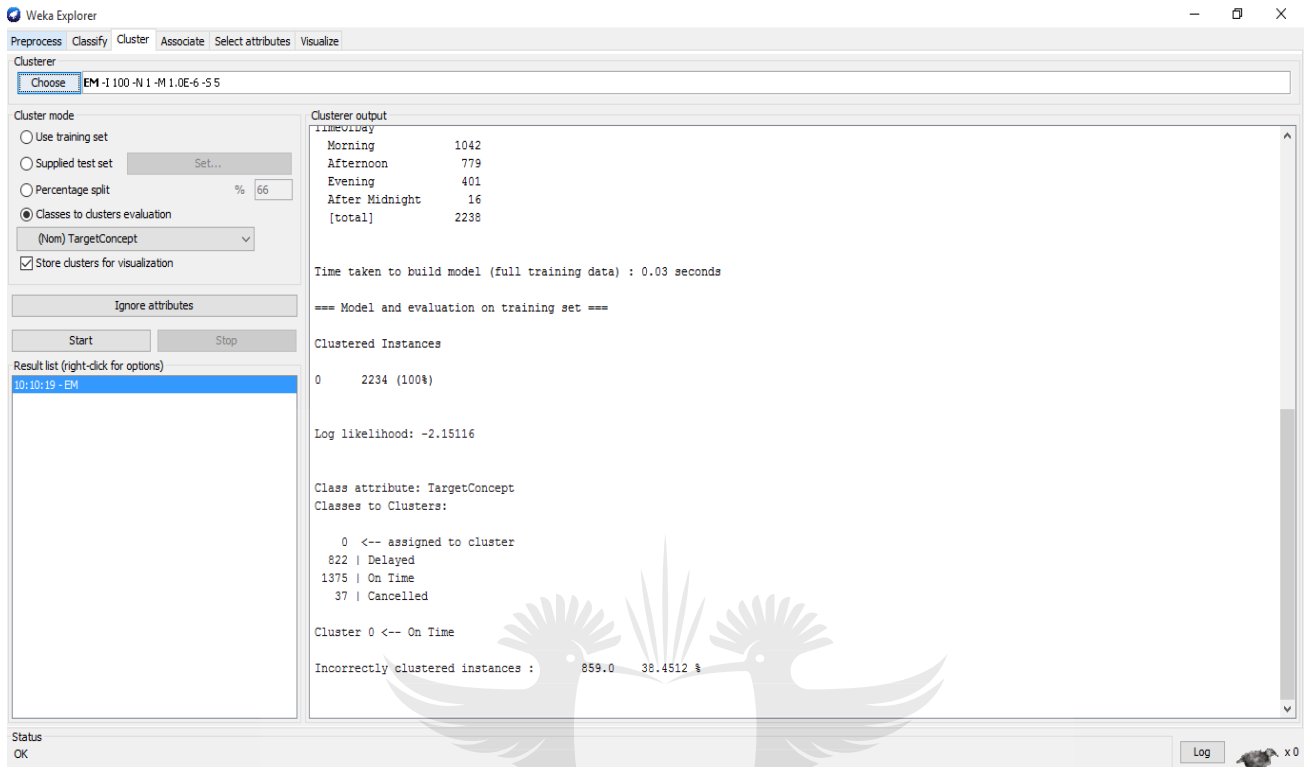 Weka Explorer
Preprocess Classify Cluster Associate Select attributes Visualize
Clusterer
Choose EM -I 100 -N 1 -M 1.0E-6 -S 5
Cluster mode
Use training set
Supplied test set Set...
Percentage split % 66
Classes to clusters evaluation
(Nom) TargetConcept
Store clusters for visualization
Ignore attributes
Start Stop
Result list (right-click for options)
10:10:19 - EM
Clusterer output
TimeOfDay
Morning 1042
Afternoon 779
Evening 401
After Midnight 16
[total] 2238
Time taken to build model (full training data) : 0.03 seconds
=== Model and evaluation on training set ===
Clustered Instances
0 2234 (100%)
Log likelihood: -2.15116
Class attribute: TargetConcept
Classes to Clusters:
0 <-- assigned to cluster
822 | Delayed
1375 | On Time
37 | Cancelled
Cluster 0 <-- On Time
Incorrectly clustered instances : 859.0 38.4512 %
Status
OK
Log x 0